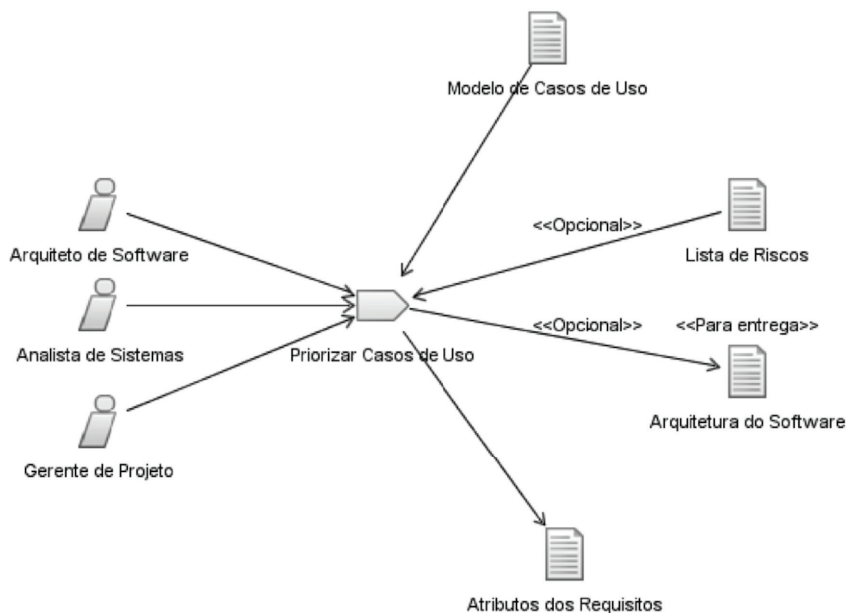 Modelo de Casos de Uso
<<Opcional>>
Arquiteto de Software
Lista de Riscos
<<Opcional>>
<<Para entrega>>
Analista de Sistemas
Priorizar Casos de Uso
Arquitetura do Software
Gerente de Projeto
Atributos dos Requisitos